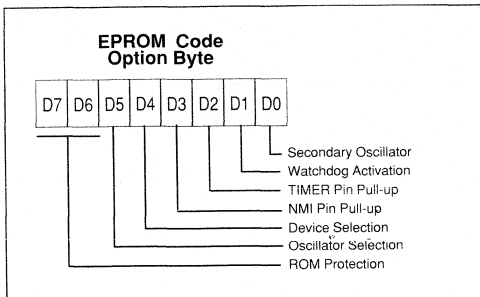 EPROM Code
Option Byte
D7 D6 D5 D4 D3 D2 D1 D0
Secondary Oscillator
Watchdog Activation
TIMER Pin Pull-up
NMI Pin Pull-up
Device Selection
Oscillator Selection
ROM Protection